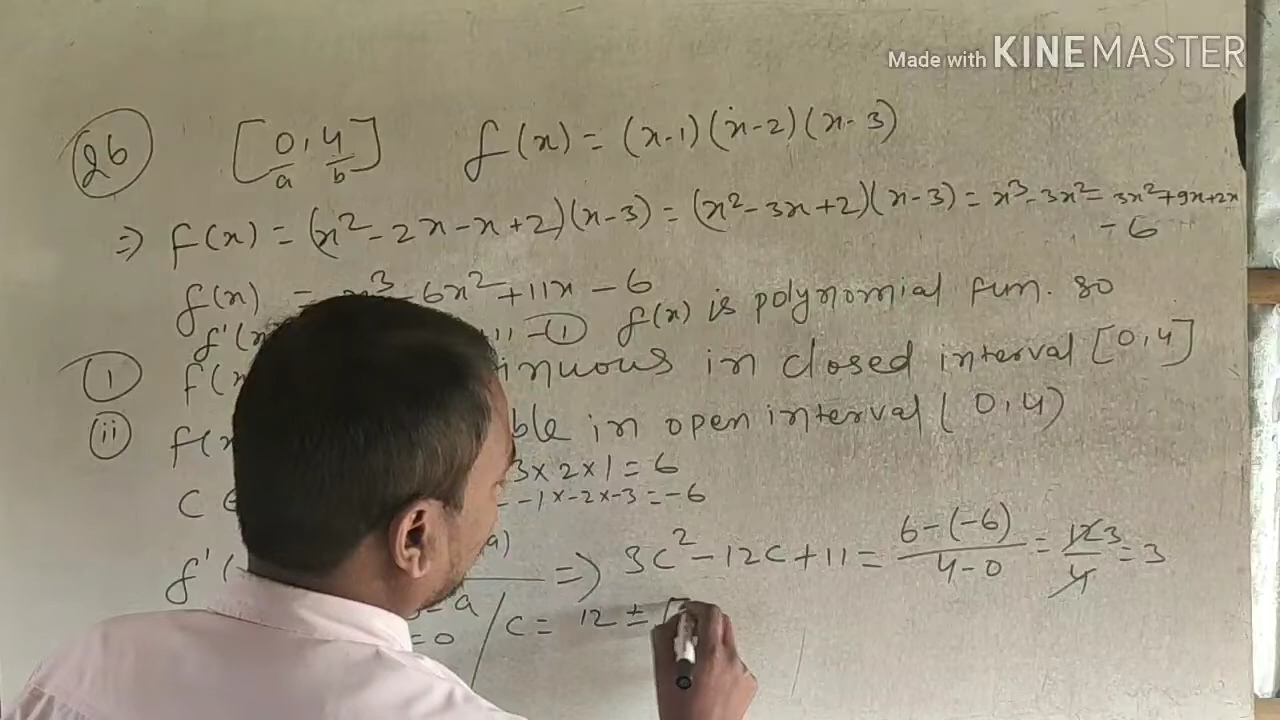 Made with KINEMASTER
26 [0,4] f(x) = (x-1)(x-2)(x-3)
a b
⇒ f(x) = (x²-2x-x+2)(x-3) = (x²-3x+2)(x-3) = x³-3x²-3x²+9x+2x
-6
f(x) = x³-6x²+11x-6
f'(x 11 -① f(x) is polynomial fun. so
① f(x inuous in closed interval [0,4]
ii f(x ble in open interval (0,4)
3×2×1=6
C ∈ = -1×-2×-3=-6
f'( a) ⇒ 3c²-12c+11 = 6-(-6) / 4-0 = 12 3 / 4 = 3
a
=0 / c = 12 ±